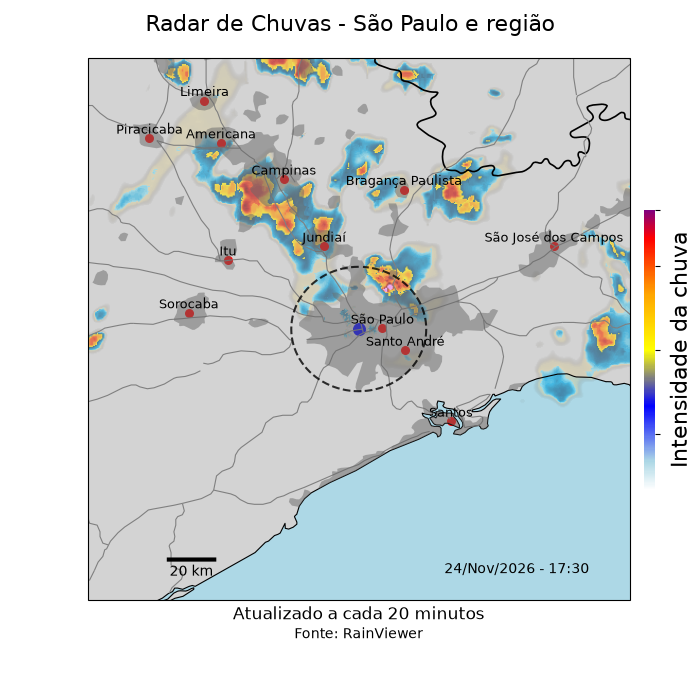 Radar de Chuvas - São Paulo e região
Limeira
Piracicaba
Americana
Campinas
Bragança Paulista
Jundiaí
São José dos Campos
Itu
Sorocaba
São Paulo
Santo André
Santos
Intensidade da chuva
20 km
24/Nov/2026 - 17:30
Atualizado a cada 20 minutos
Fonte: RainViewer